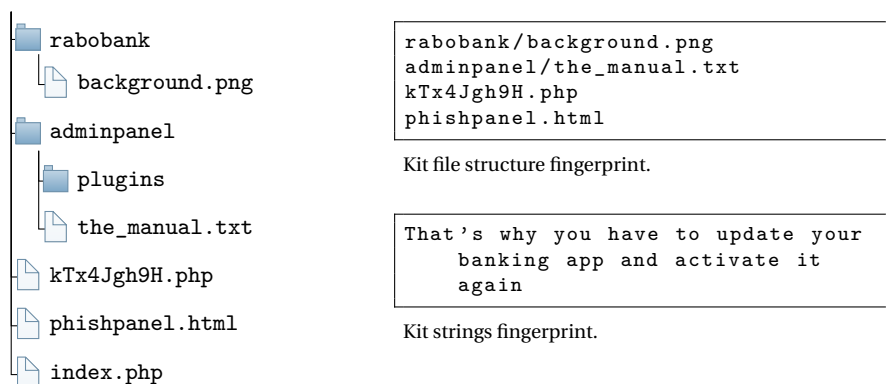 rabobank
background.png
adminpanel
plugins
the_manual.txt
kTx4Jgh9H.php
phishpanel.html
index.php
rabobank/background.png
adminpanel/the_manual.txt
kTx4Jgh9H.php
phishpanel.html
Kit file structure fingerprint.
That's why you have to update your
banking app and activate it
again
Kit strings fingerprint.